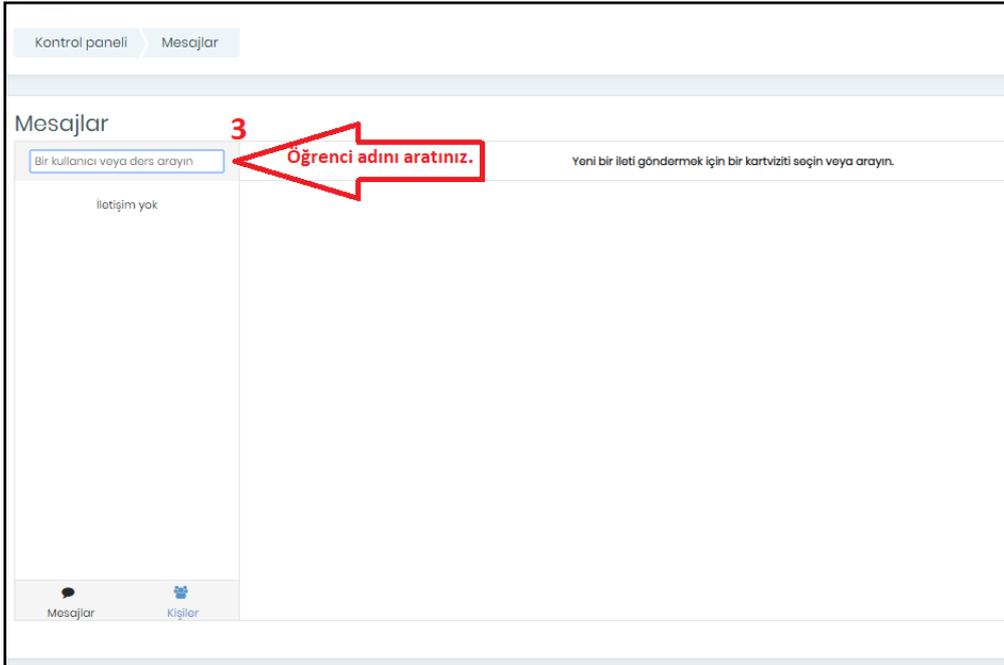 Kontrol paneli Mesajlar
Mesajlar
3
Bir kullanıcı veya ders arayın
Öğrenci adını aratınız.
Yeni bir ileti göndermek için bir kartviziti seçin veya arayın.
İletişim yok
Mesajlar Kişiler